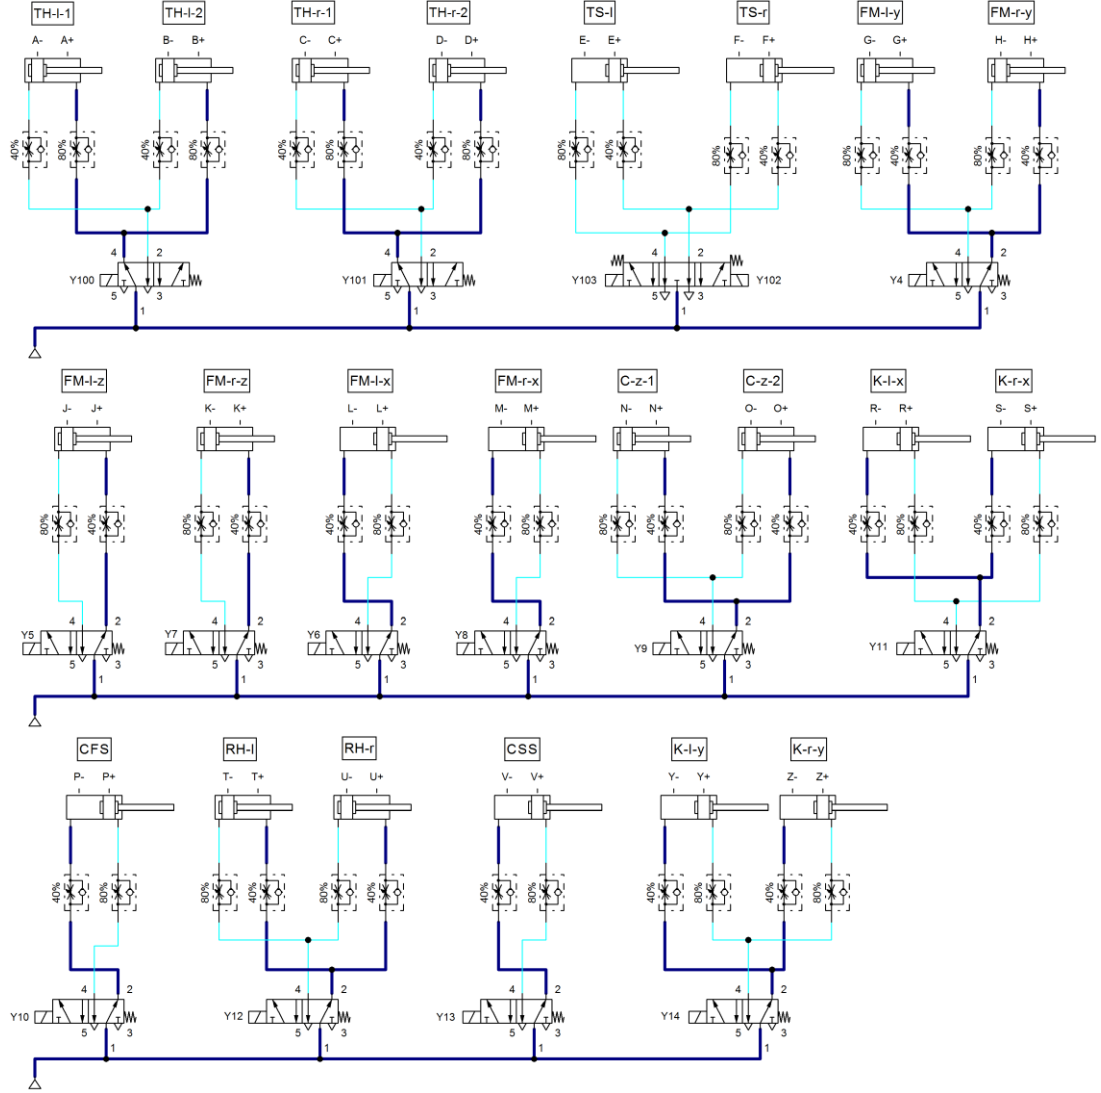 TH-l-1 TH-l-2 TH-r-1 TH-r-2 TS-l TS-r FM-l-y FM-r-y
A- A+ B- B+ C- C+ D- D+ E- E+ F- F+ G- G+ H- H+
40% 80% 40% 80% 40% 80% 40% 80% 80% 40% 80% 40% 80% 40% 80% 40%
4 2 4 2 4 2 4 2
Y100 Y101 Y103 Y102 Y4
5 3 5 3 5 3 5 3
1 1 1 1
FM-l-z FM-r-z FM-l-x FM-r-x C-z-1 C-z-2 K-l-x K-r-x
J- J+ K- K+ L- L+ M- M+ N- N+ O- O+ R- R+ S- S+
80% 40% 80% 40% 40% 80% 40% 80% 80% 40% 80% 40% 40% 80% 40% 80%
4 2 4 2 4 2 4 2 4 2 4 2
Y5 Y7 Y6 Y8 Y9 Y11
5 3 5 3 5 3 5 3 5 3 5 3
1 1 1 1 1 1
CFS RH-l RH-r CSS K-l-y K-r-y
P- P+ T- T+ U- U+ V- V+ Y- Y+ Z- Z+
40% 80% 80% 40% 80% 40% 40% 80% 40% 80% 40% 80%
4 2 4 2 4 2 4 2
Y10 Y12 Y13 Y14
5 3 5 3 5 3 5 3
1 1 1 1